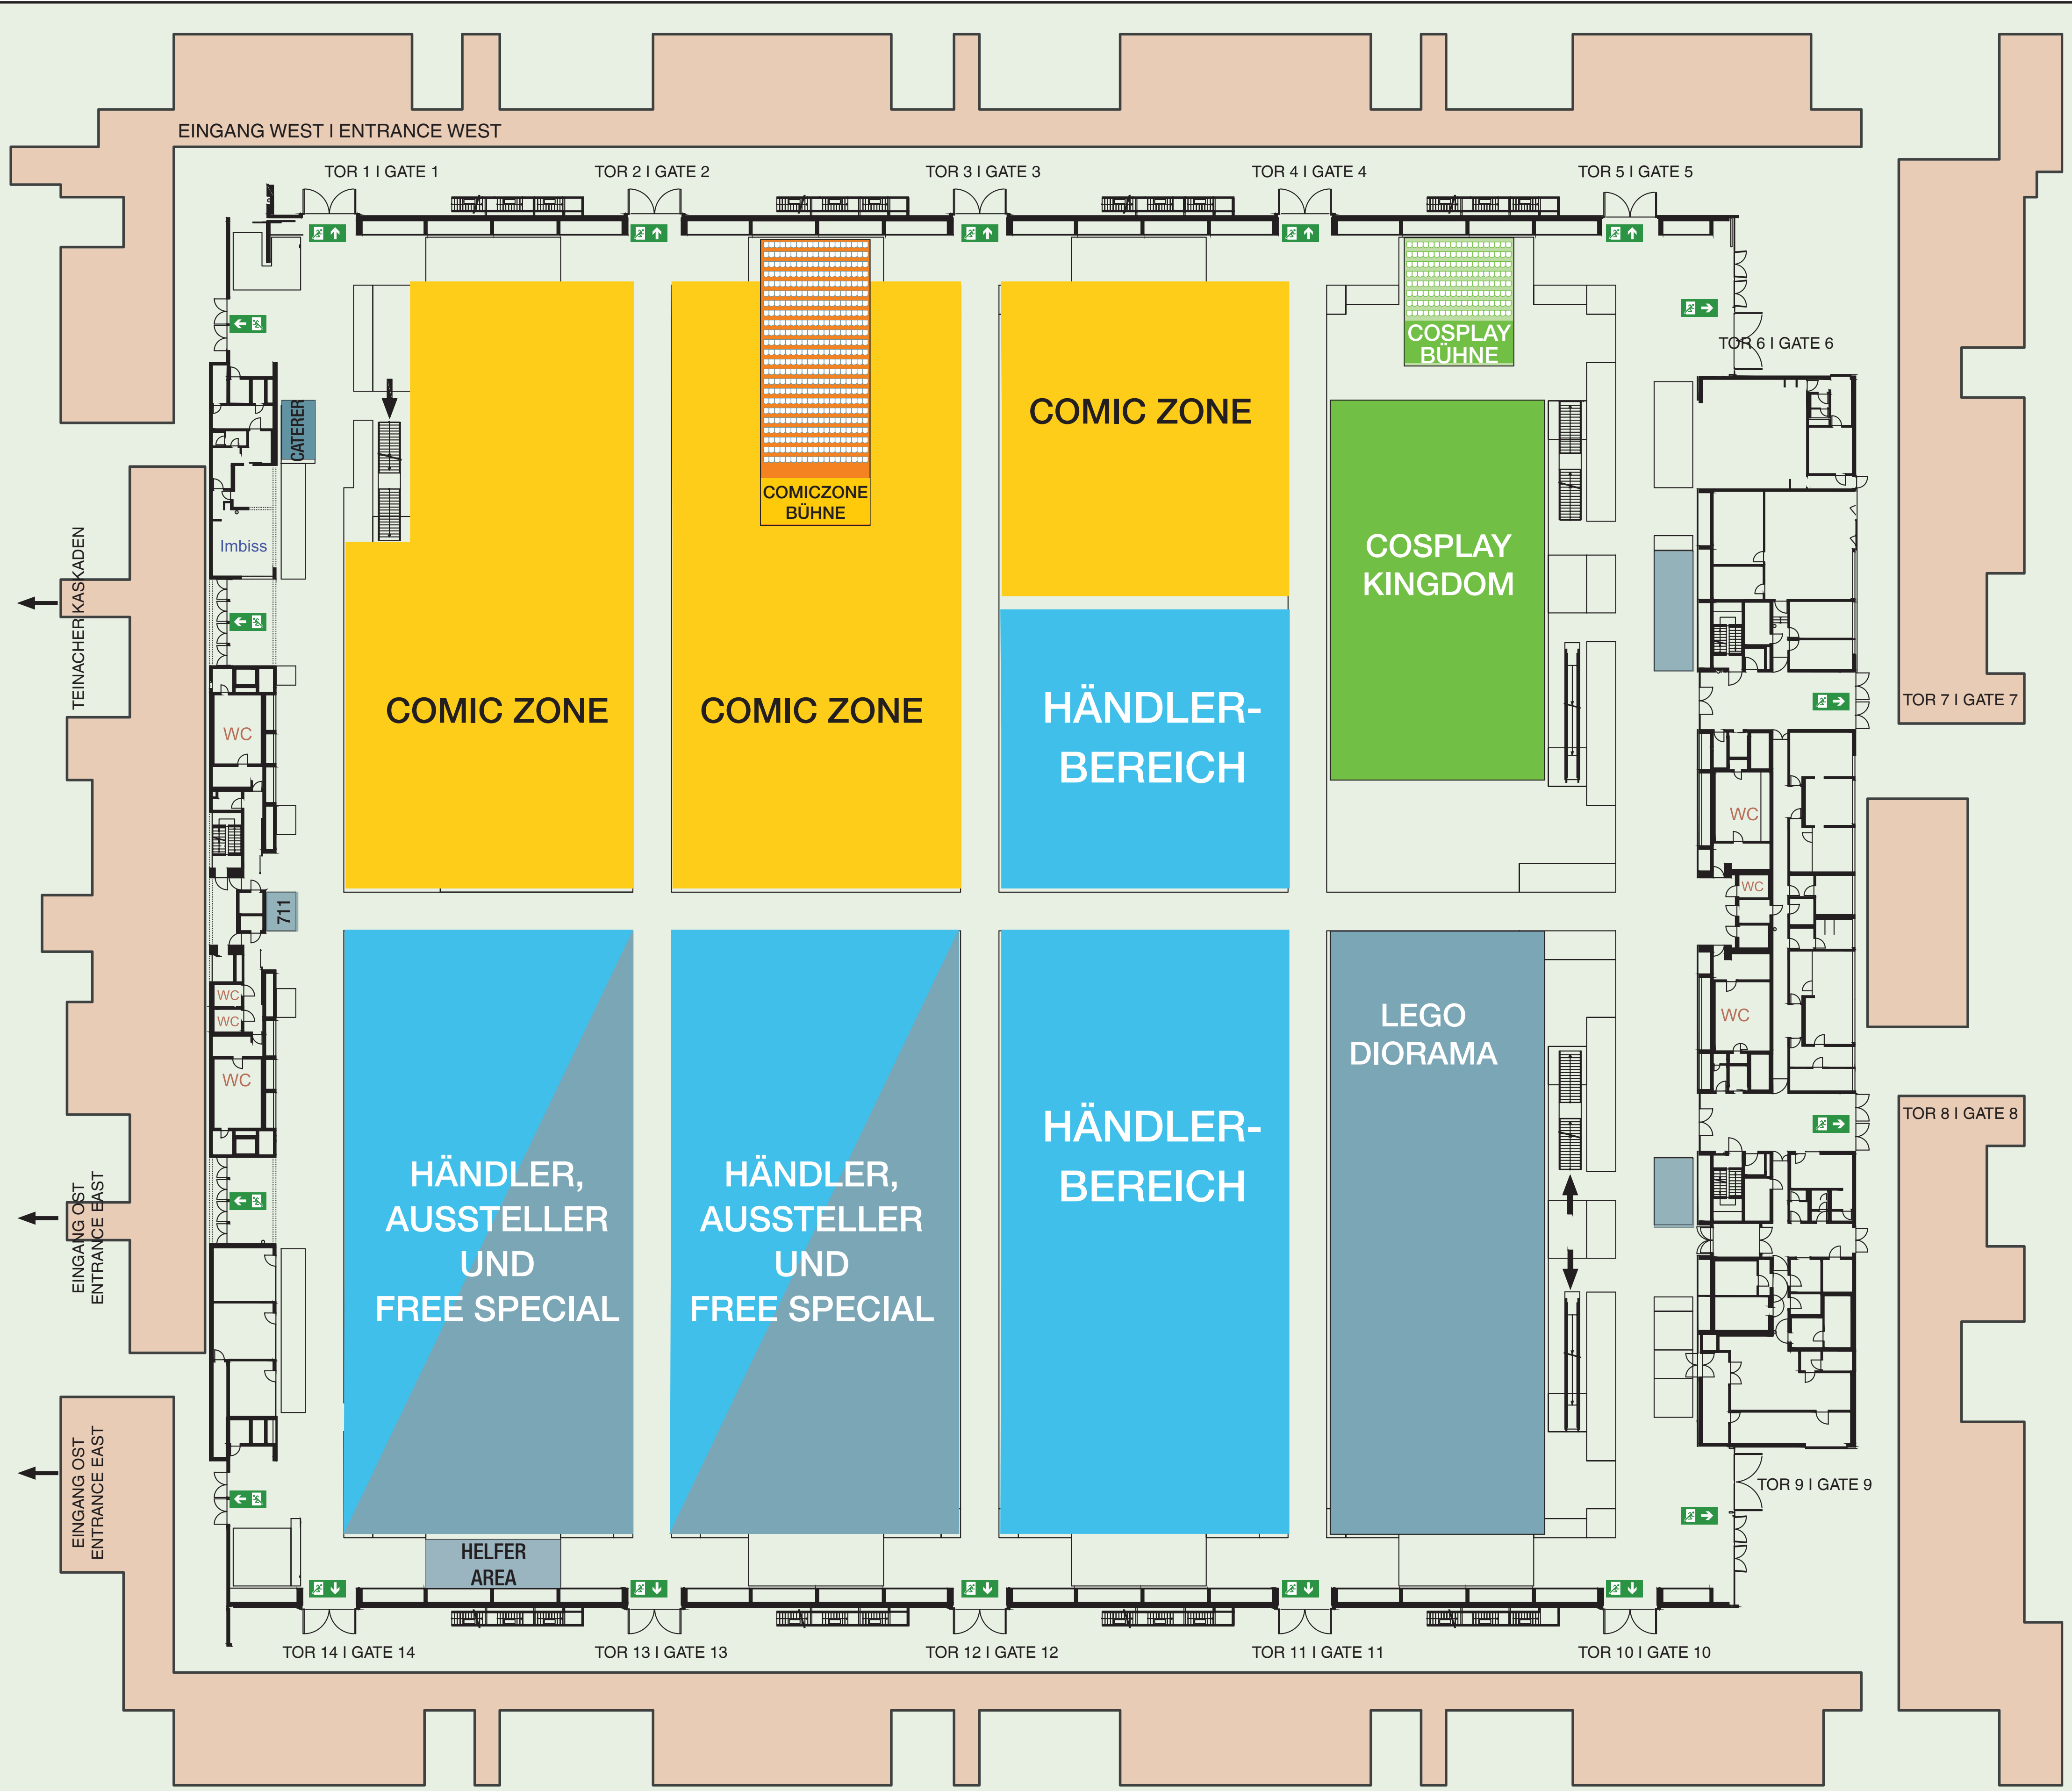 EINGANG WEST I ENTRANCE WEST
TOR 1 I GATE 1
TOR 2 I GATE 2
TOR 3 I GATE 3
TOR 4 I GATE 4
TOR 5 I GATE 5
TOR 6 I GATE 6
COSPLAY
BÜHNE
CATERER
COMIC ZONE
COMICZONE
BÜHNE
Imbiss
COSPLAY
KINGDOM
TEINACHER KASKADEN
COMIC ZONE
COMIC ZONE
HÄNDLER-
BEREICH
TOR 7 I GATE 7
WC
WC
WC
711
WC
WC
WC
WC
LEGO
DIORAMA
HÄNDLER-
BEREICH
TOR 8 I GATE 8
HÄNDLER,
AUSSTELLER
UND
FREE SPECIAL
HÄNDLER,
AUSSTELLER
UND
FREE SPECIAL
EINGANG OST
ENTRANCE EAST
EINGANG OST
ENTRANCE EAST
TOR 9 I GATE 9
HELFER
AREA
TOR 14 I GATE 14
TOR 13 I GATE 13
TOR 12 I GATE 12
TOR 11 I GATE 11
TOR 10 I GATE 10